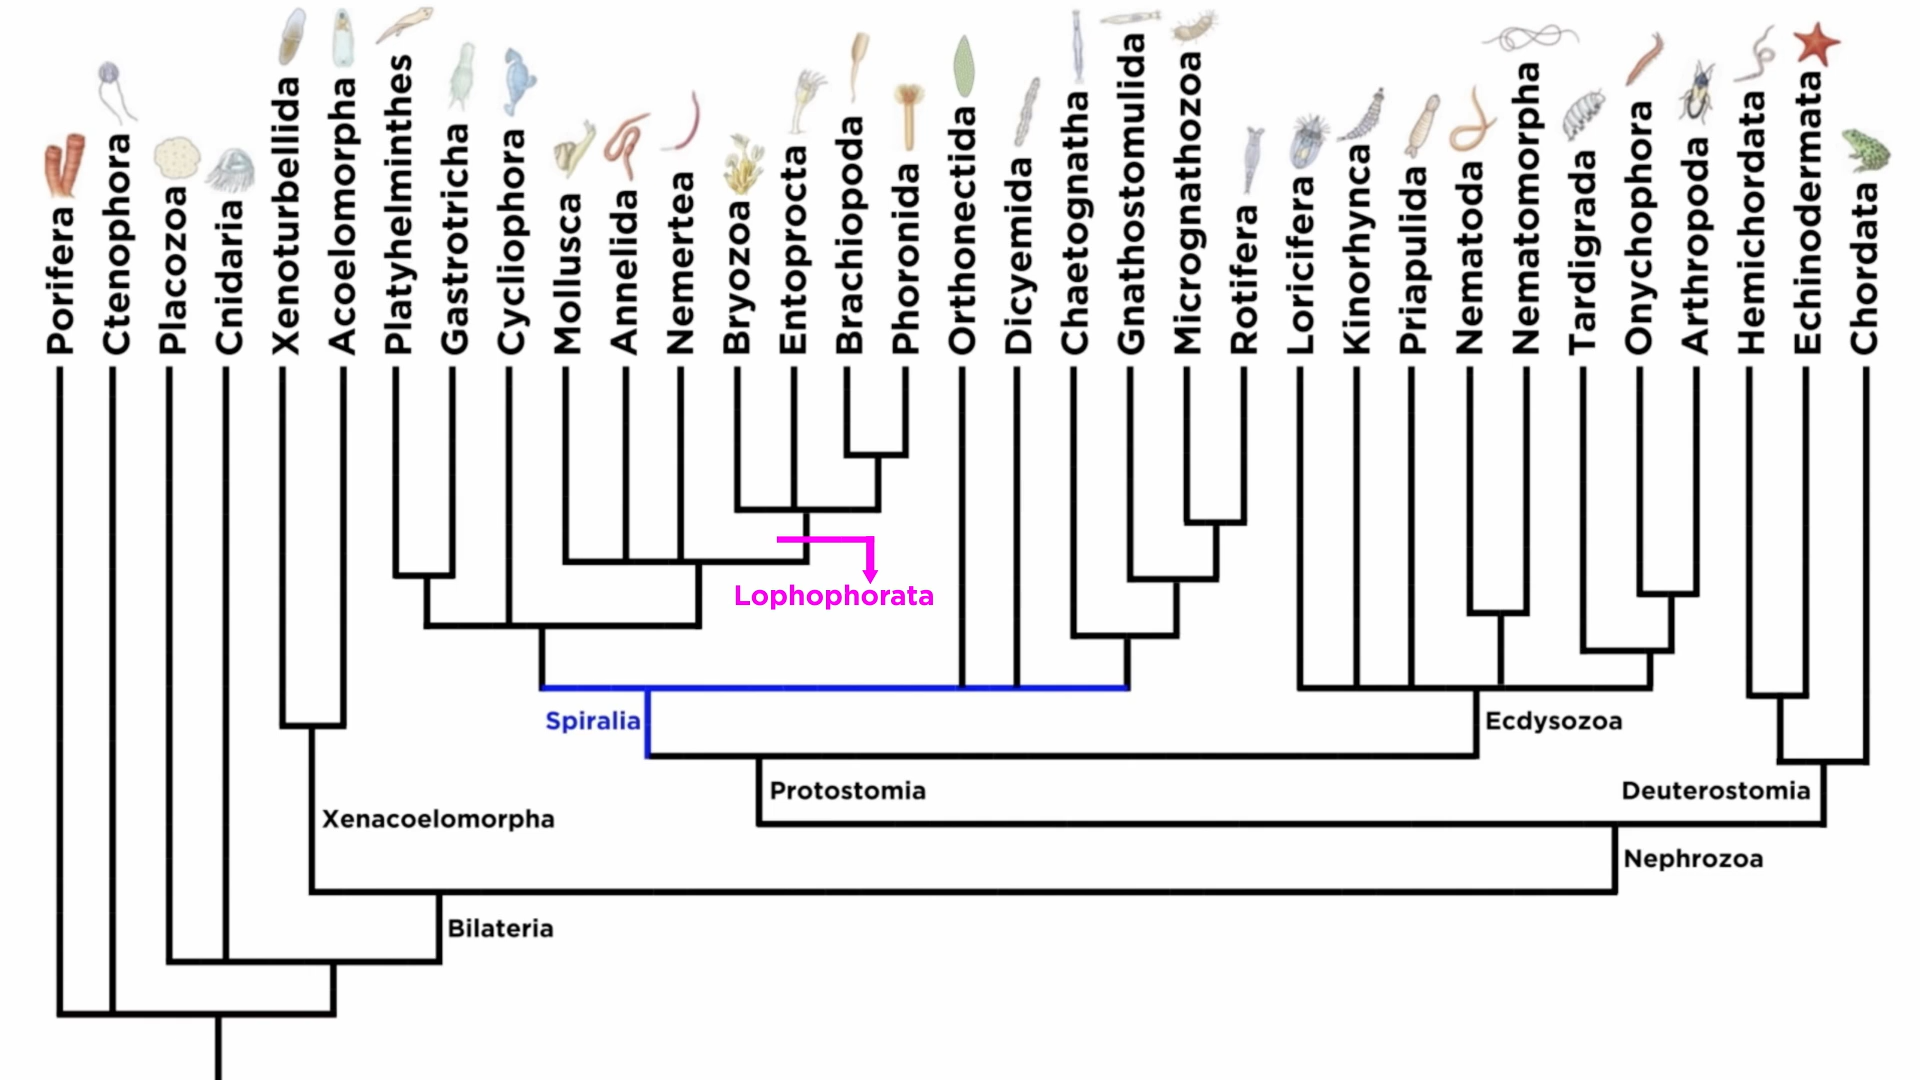 Porifera
Ctenophora
Placozoa
Cnidaria
Xenoturbellida
Acoelomorpha
Platyhelminthes
Gastrotricha
Cycliophora
Mollusca
Annelida
Nemertea
Bryozoa
Entoprocta
Brachiopoda
Phoronida
Orthonectida
Dicyemida
Chaetognatha
Gnathostomulida
Micrognathozoa
Rotifera
Loricifera
Kinorhynca
Priapulida
Nematoda
Nematomorpha
Tardigrada
Onychophora
Arthropoda
Hemichordata
Echinodermata
Chordata
Lophophorata
Spiralia
Ecdysozoa
Protostomia
Deuterostomia
Xenacoelomorpha
Nephrozoa
Bilateria